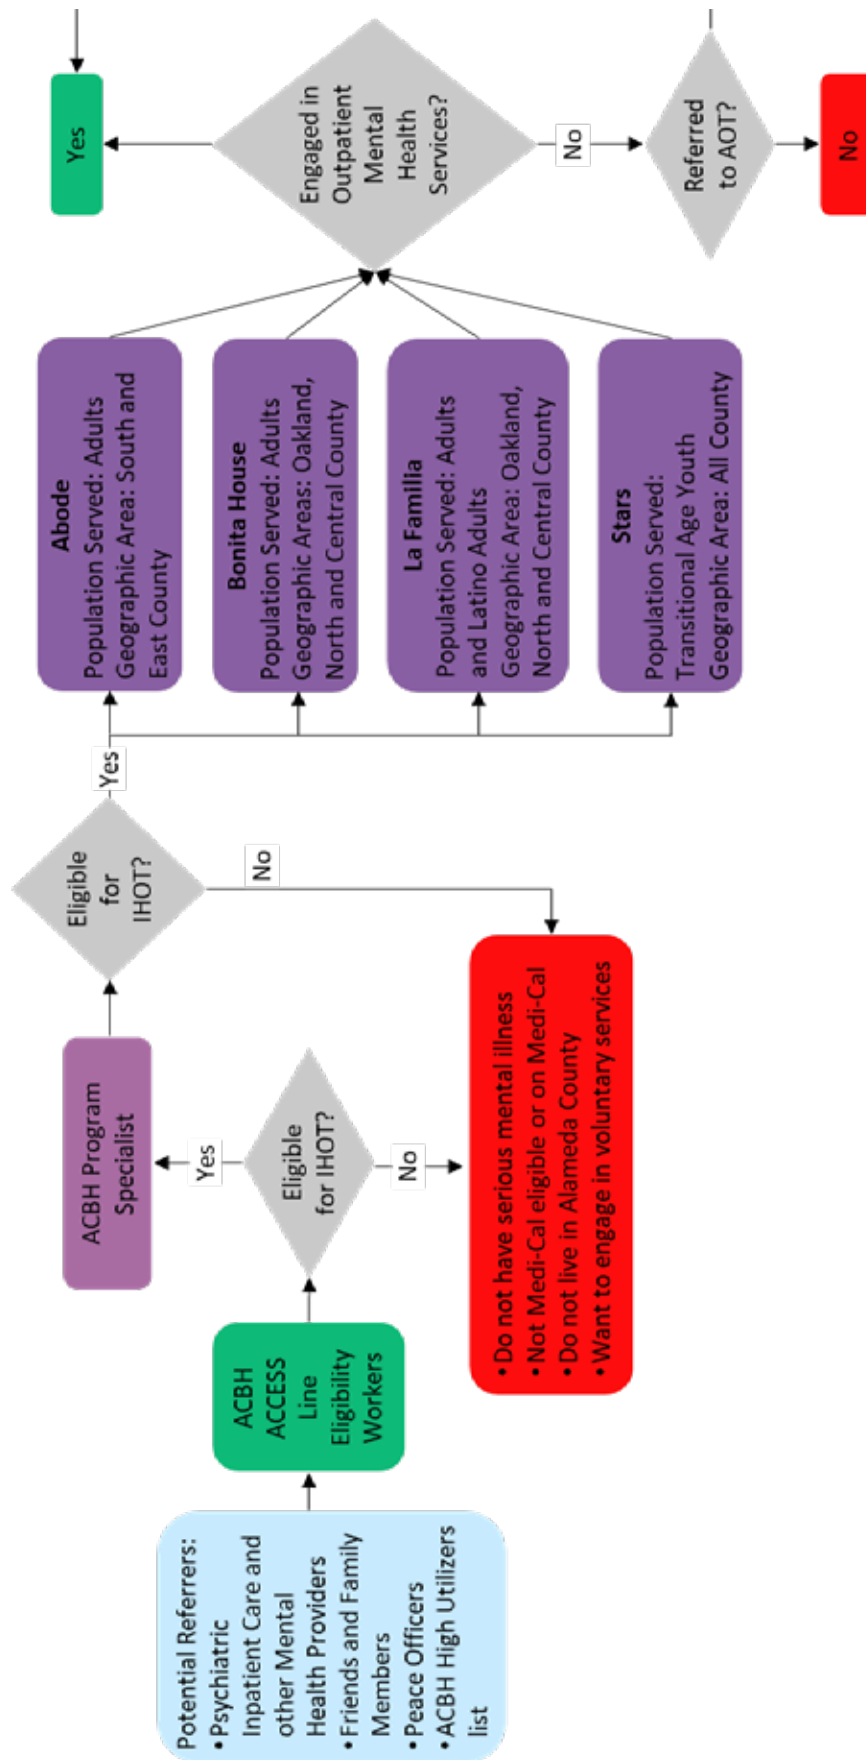 Potential Referrers:
• Psychiatric
Inpatient Care and
other Mental
Health Providers
• Friends and Family
Members
• Peace Officers
• ACBH High Utilizers
list
ACBH
ACCESS
Line
Eligibility
Workers
Eligible
for IHOT?
Yes
No
ACBH Program
Specialist
• Do not have serious mental illness
• Not Medi-Cal eligible or on Medi-Cal
• Do not live in Alameda County
• Want to engage in voluntary services
Eligible
for
IHOT?
Yes
No
Abode
Population Served: Adults
Geographic Area: South and
East County
Bonita House
Population Served: Adults
Geographic Areas: Oakland,
North and Central County
La Familia
Population Served: Adults
and Latino Adults
Geographic Area: Oakland,
North and Central County
Stars
Population Served:
Transitional Age Youth
Geographic Area: All County
Engaged in
Outpatient
Mental
Health
Services?
Yes
No
Referred
to AOT?
No